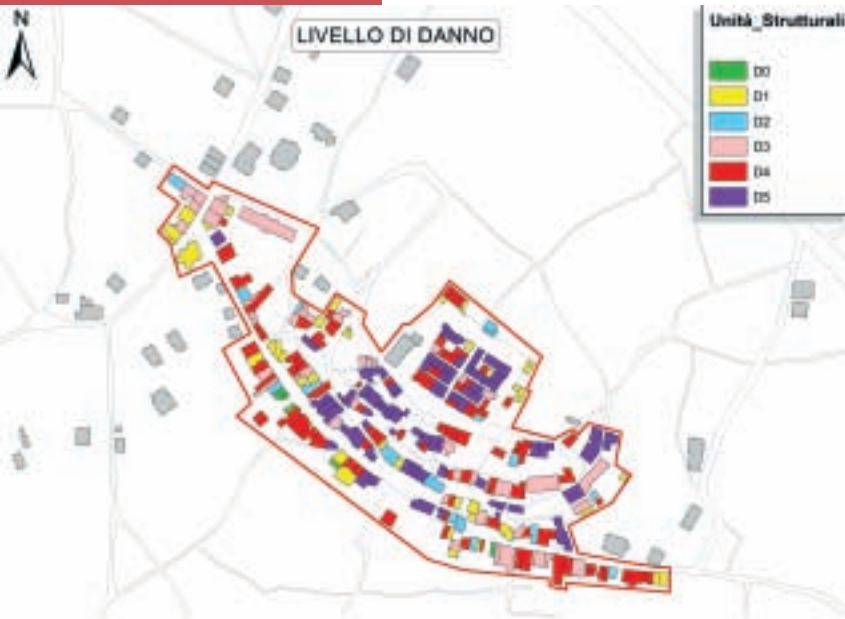 N
LIVELLO DI DANNO
Unità_Strutturali
D0
D1
D2
D3
D4
D5